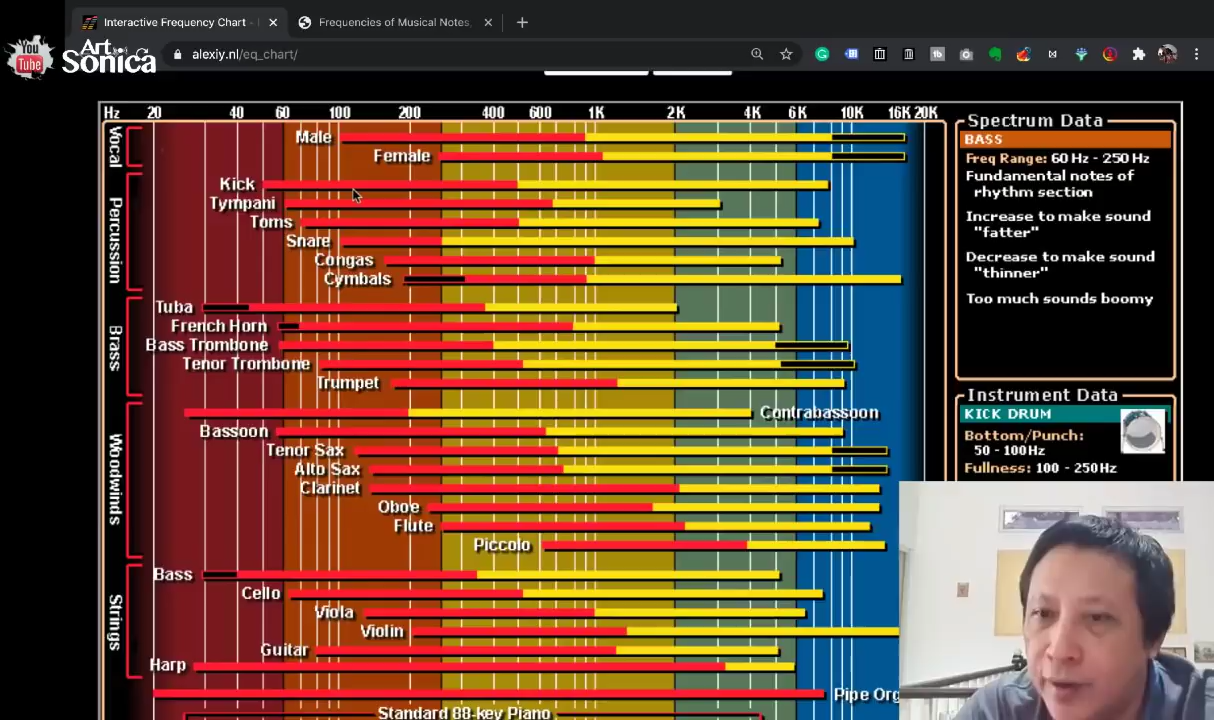 Interactive Frequency Chart -
Frequencies of Musical Notes,
alexiy.nl/eq_chart/
You
Tube
Art
Sonica
Hz 20 40 60 100 200 400 600 1K 2K 4K 6K 10K 16K 20K
Vocal
Male
Female
Percussion
Kick
Tympani
Toms
Snare
Congas
Cymbals
Brass
Tuba
French Horn
Bass Trombone
Tenor Trombone
Trumpet
Woodwinds
Contrabassoon
Bassoon
Tenor Sax
Alto Sax
Clarinet
Oboe
Flute
Piccolo
Strings
Bass
Cello
Viola
Violin
Guitar
Harp
Pipe Org
Standard 88-key Piano
Spectrum Data
BASS
Freq Range: 60 Hz - 250 Hz
Fundamental notes of
rhythm section
Increase to make sound
"fatter"
Decrease to make sound
"thinner"
Too much sounds boomy
Instrument Data
KICK DRUM
Bottom/Punch:
50 - 100Hz
Fullness: 100 - 250Hz